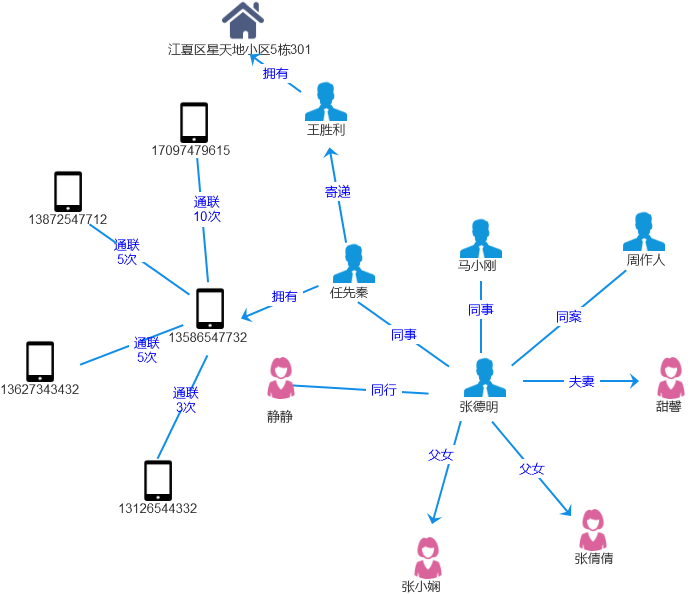 江夏区星天地小区5栋301
拥有
王胜利
17097479615
寄递
通联
10次
13872547712
通联
5次
马小刚
周作人
任先秦
拥有
同事
同案
13586547732
同事
通联
5次
13627343432
夫妻
同行
通联
3次
静静
张德明
甜馨
父女
父女
13126544332
张倩倩
张小娴